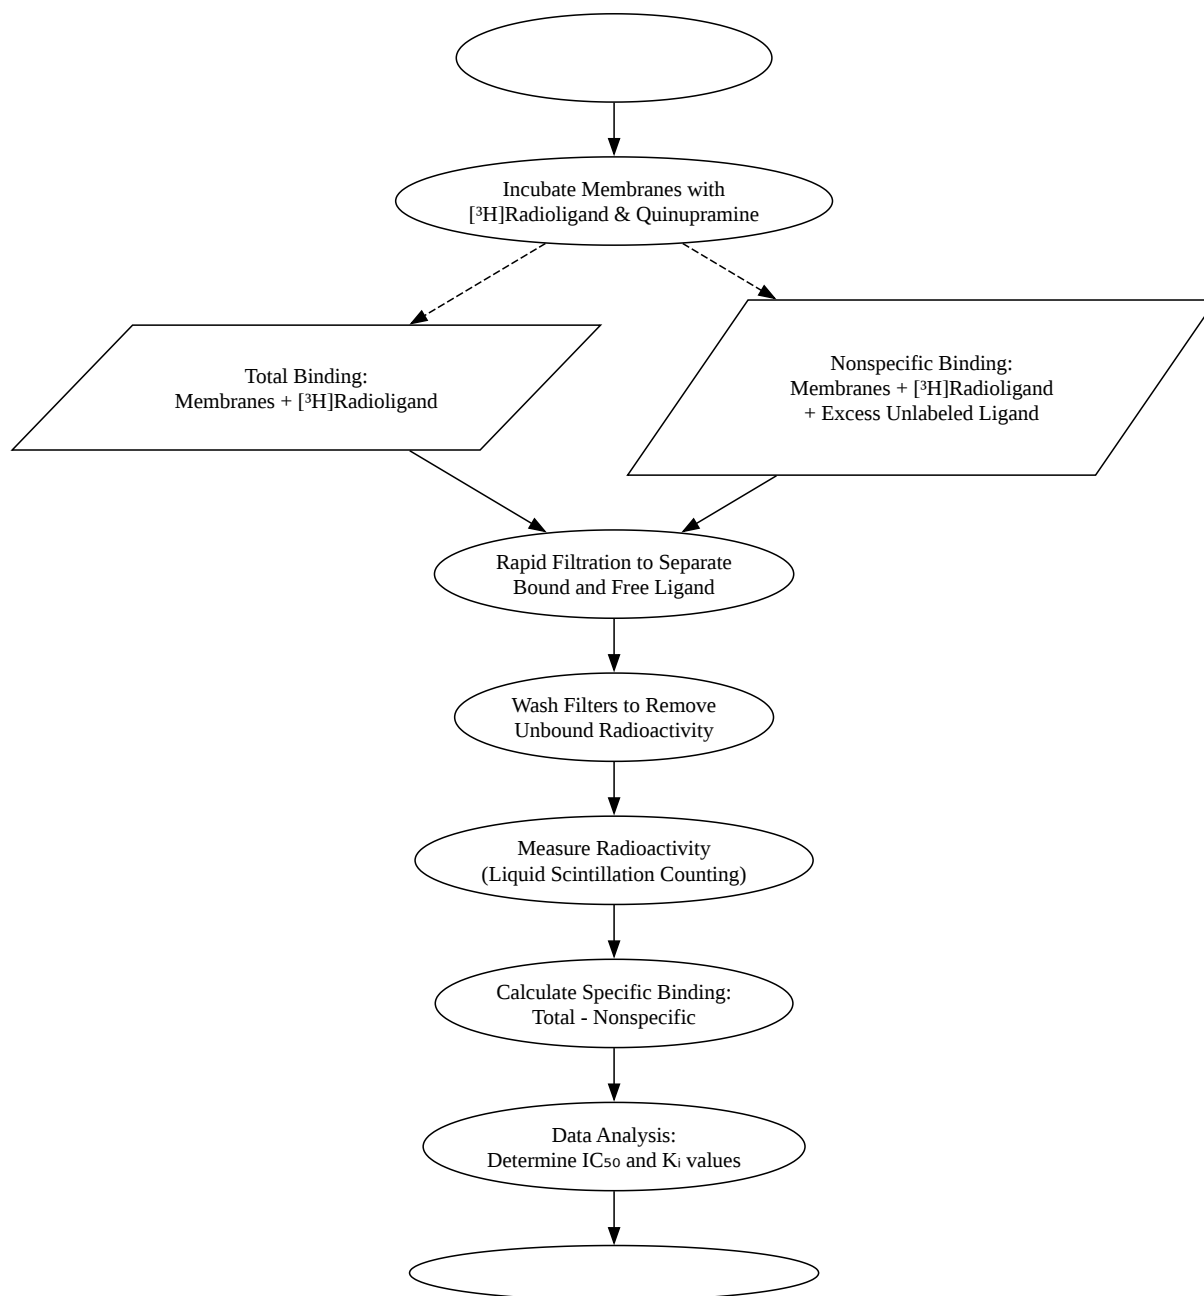 Incubate Membranes with
[³H]Radioligand & Quinupramine
Total Binding:
Membranes + [³H]Radioligand
Nonspecific Binding:
Membranes + [³H]Radioligand
+ Excess Unlabeled Ligand
Rapid Filtration to Separate
Bound and Free Ligand
Wash Filters to Remove
Unbound Radioactivity
Measure Radioactivity
(Liquid Scintillation Counting)
Calculate Specific Binding:
Total - Nonspecific
Data Analysis:
Determine IC₅₀ and Kᵢ values